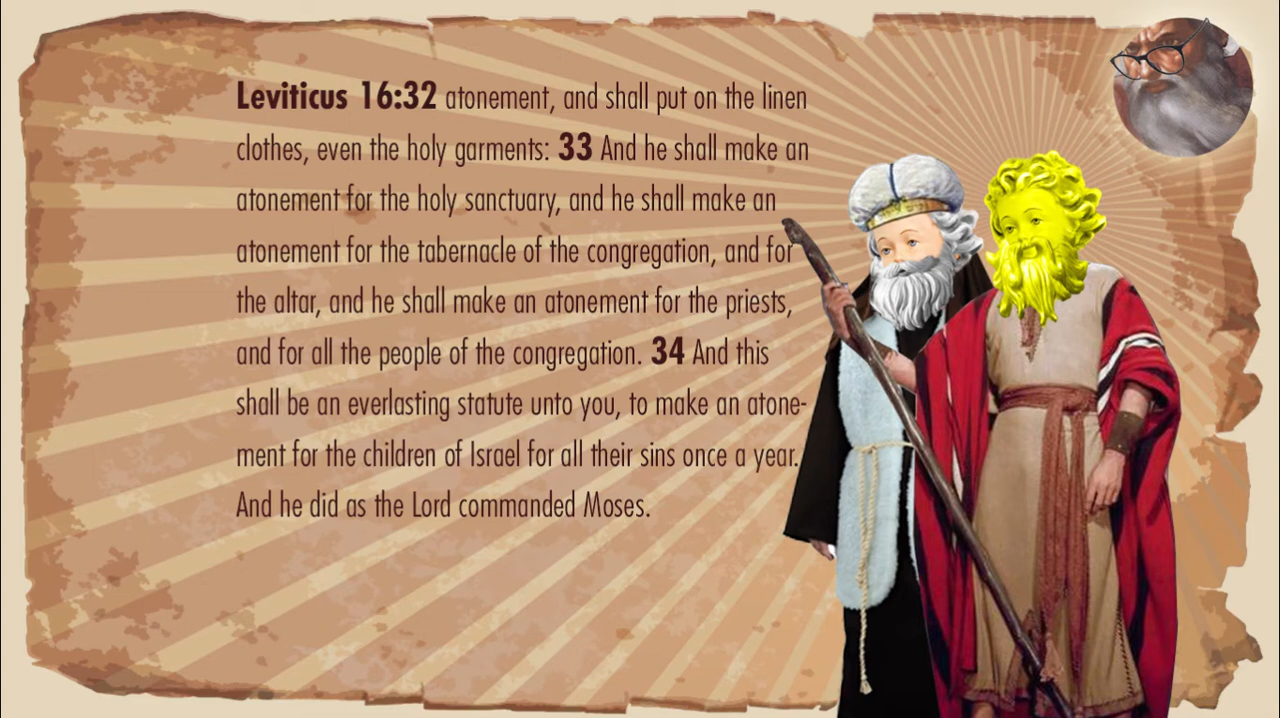 Leviticus 16:32 atonement, and shall put on the linen
clothes, even the holy garments: 33 And he shall make an
atonement for the holy sanctuary, and he shall make an
atonement for the tabernacle of the congregation, and for
the altar, and he shall make an atonement for the priests,
and for all the people of the congregation. 34 And this
shall be an everlasting statute unto you, to make an atone-
ment for the children of Israel for all their sins once a year.
And he did as the Lord commanded Moses.